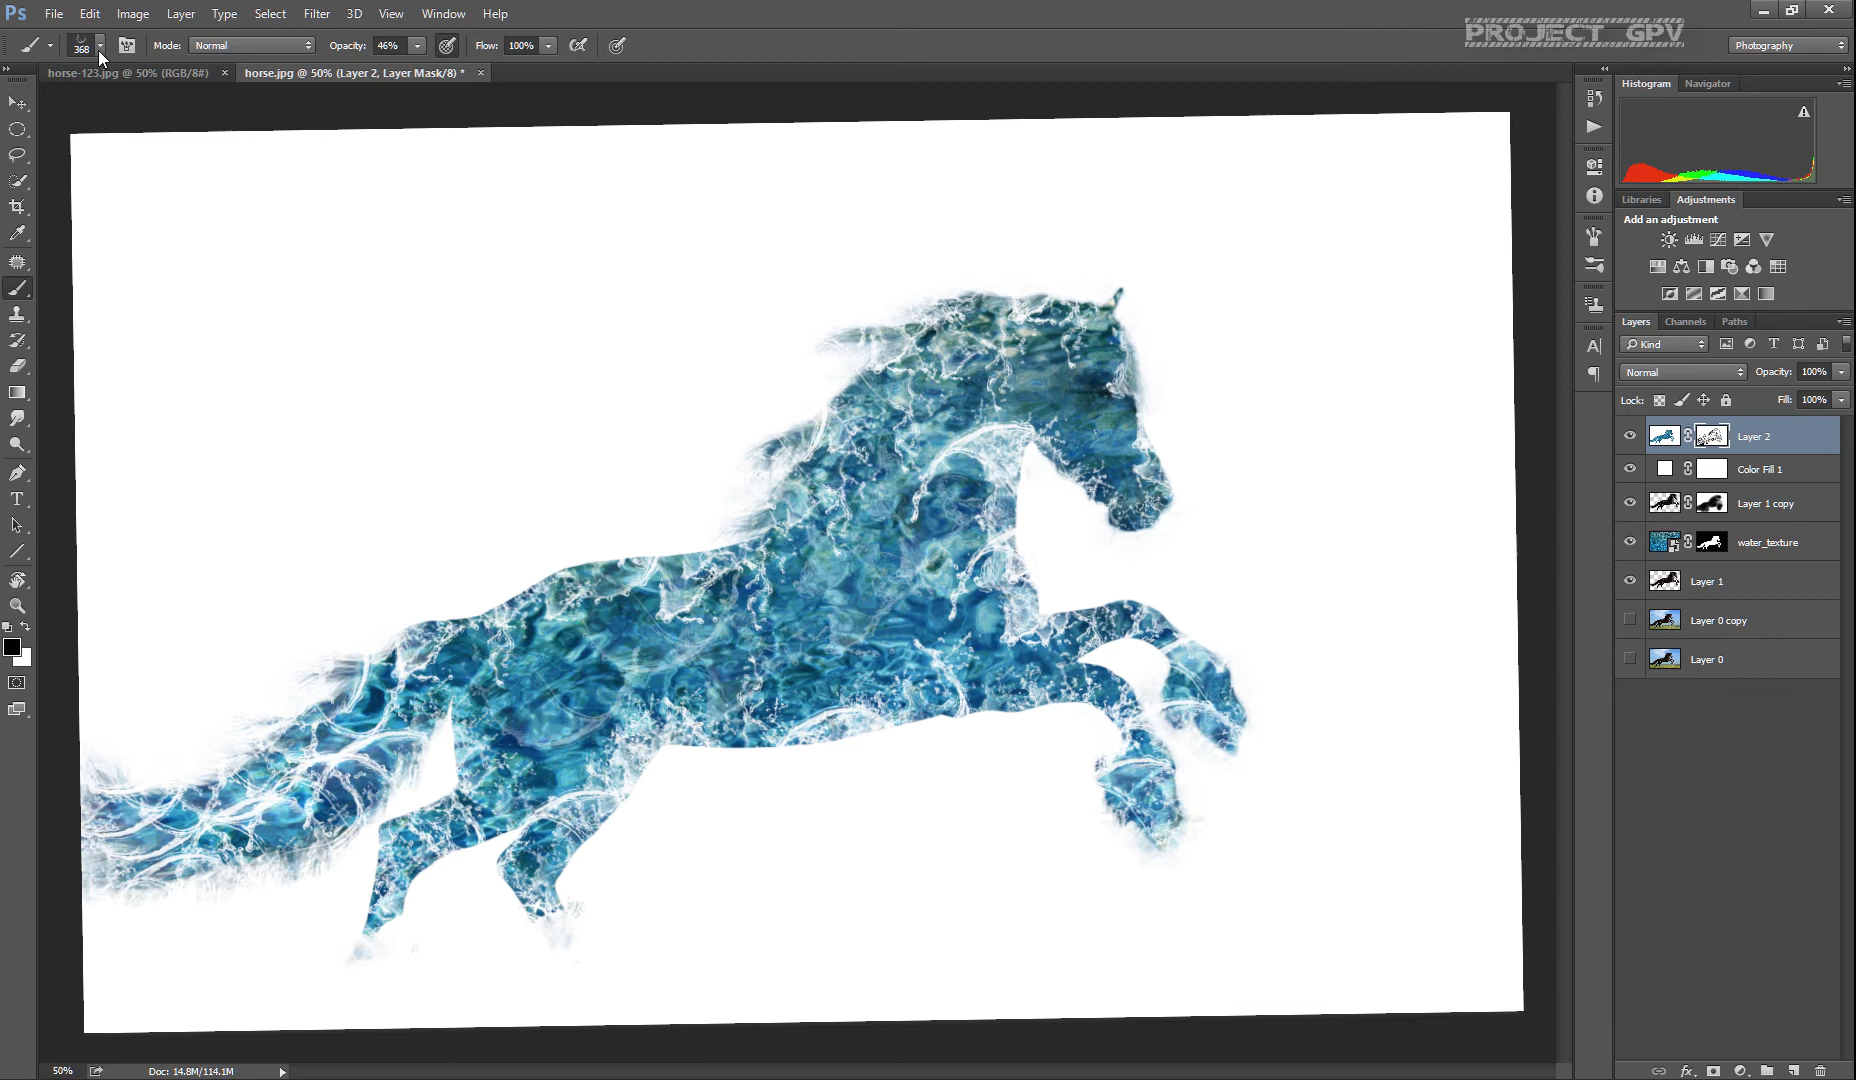 Ps File Edit Image Layer Type Select Filter 3D View Window Help
PROJECT GPV
368 Mode: Normal Opacity: 46% Flow: 100% Photography
horse-123.jpg @ 50% (RGB/8#) × horse.jpg @ 50% (Layer 2, Layer Mask/8) * ×
Histogram Navigator
Libraries Adjustments
Add an adjustment
Layers Channels Paths
Kind
Normal Opacity: 100%
Lock: Fill: 100%
Layer 2
Color Fill 1
Layer 1 copy
water_texture
Layer 1
Layer 0 copy
Layer 0
50% Doc: 14.8M/114.1M